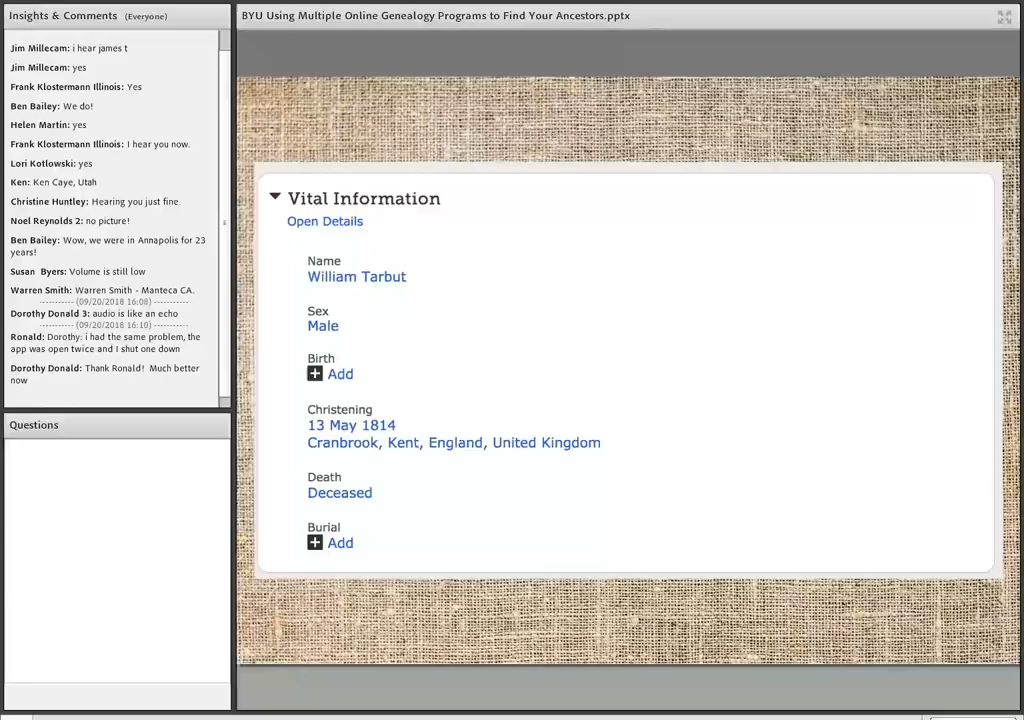 Insights & Comments (Everyone)
Jim Millecam: i hear james t
Jim Millecam: yes
Frank Klostermann Illinois: Yes
Ben Bailey: We do!
Helen Martin: yes
Frank Klostermann Illinois: I hear you now.
Lori Kotlowski: yes
Ken: Ken Caye, Utah
Christine Huntley: Hearing you just fine.
Noel Reynolds 2: no picture!
Ben Bailey: Wow, we were in Annapolis for 23
years!
Susan Byers: Volume is still low
Warren Smith: Warren Smith - Manteca CA.
----------- (09/20/2018 16:08) -----------
Dorothy Donald 3: audio is like an echo
----------- (09/20/2018 16:10) -----------
Ronald: Dorothy: i had the same problem, the
app was open twice and I shut one down
Dorothy Donald: Thank Ronald! Much better
now
Questions
BYU Using Multiple Online Genealogy Programs to Find Your Ancestors.pptx
Vital Information
Open Details
Name
William Tarbut
Sex
Male
Birth
Add
Christening
13 May 1814
Cranbrook, Kent, England, United Kingdom
Death
Deceased
Burial
Add